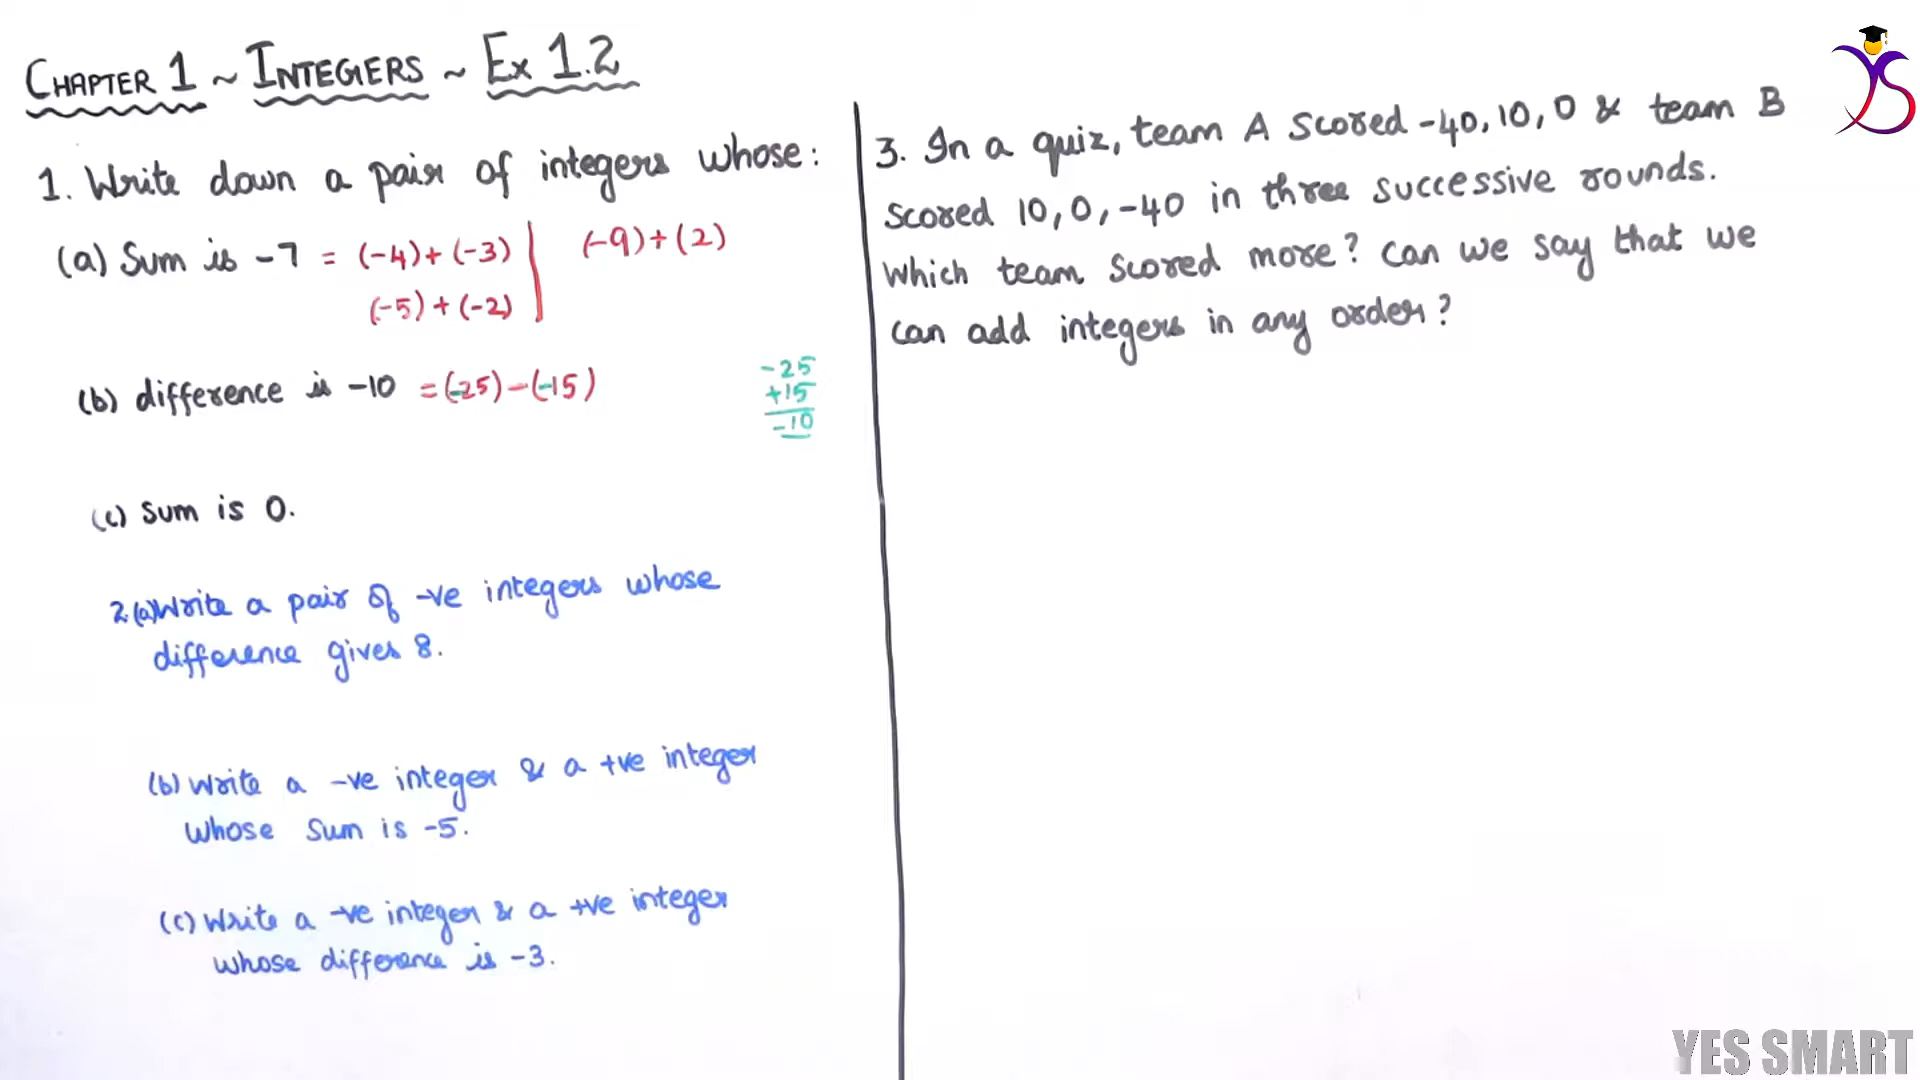 CHAPTER 1 ~ INTEGERS ~ Ex 1.2
1. Write down a pair of integers whose:
(a) Sum is -7 = (-4)+(-3) (-9)+(2)
(-5)+(-2)
(b) difference is -10 = (-25)-(-15)
-25
+15
-10
(c) Sum is 0.
2.(a) Write a pair of -ve integers whose
difference gives 8.
(b) Write a -ve integer & a +ve integer
whose sum is -5.
(c) Write a -ve integer & a +ve integer
whose difference is -3.
3. In a quiz, team A scored -40, 10, 0 & team B
scored 10, 0, -40 in three successive rounds.
Which team scored more? Can we say that we
can add integers in any order?
YS
YES SMART